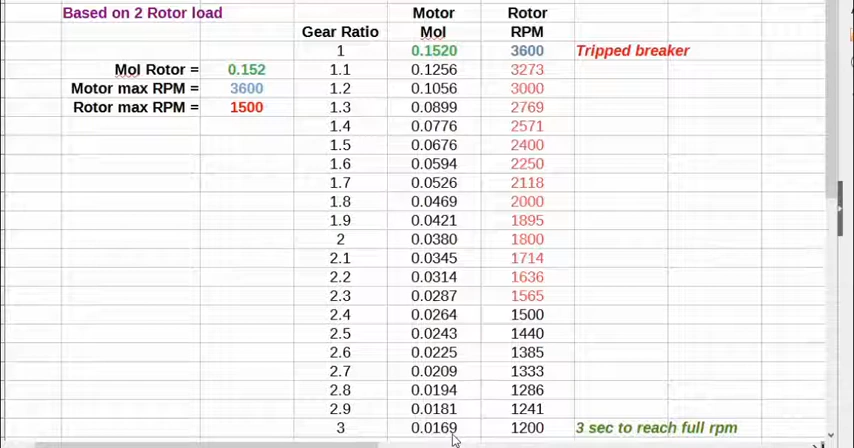 Based on 2 Rotor load Motor Rotor
Gear Ratio MoI RPM
1 0.1520 3600 Tripped breaker
MoI Rotor = 0.152 1.1 0.1256 3273
Motor max RPM = 3600 1.2 0.1056 3000
Rotor max RPM = 1500 1.3 0.0899 2769
1.4 0.0776 2571
1.5 0.0676 2400
1.6 0.0594 2250
1.7 0.0526 2118
1.8 0.0469 2000
1.9 0.0421 1895
2 0.0380 1800
2.1 0.0345 1714
2.2 0.0314 1636
2.3 0.0287 1565
2.4 0.0264 1500
2.5 0.0243 1440
2.6 0.0225 1385
2.7 0.0209 1333
2.8 0.0194 1286
2.9 0.0181 1241
3 0.0169 1200 3 sec to reach full rpm